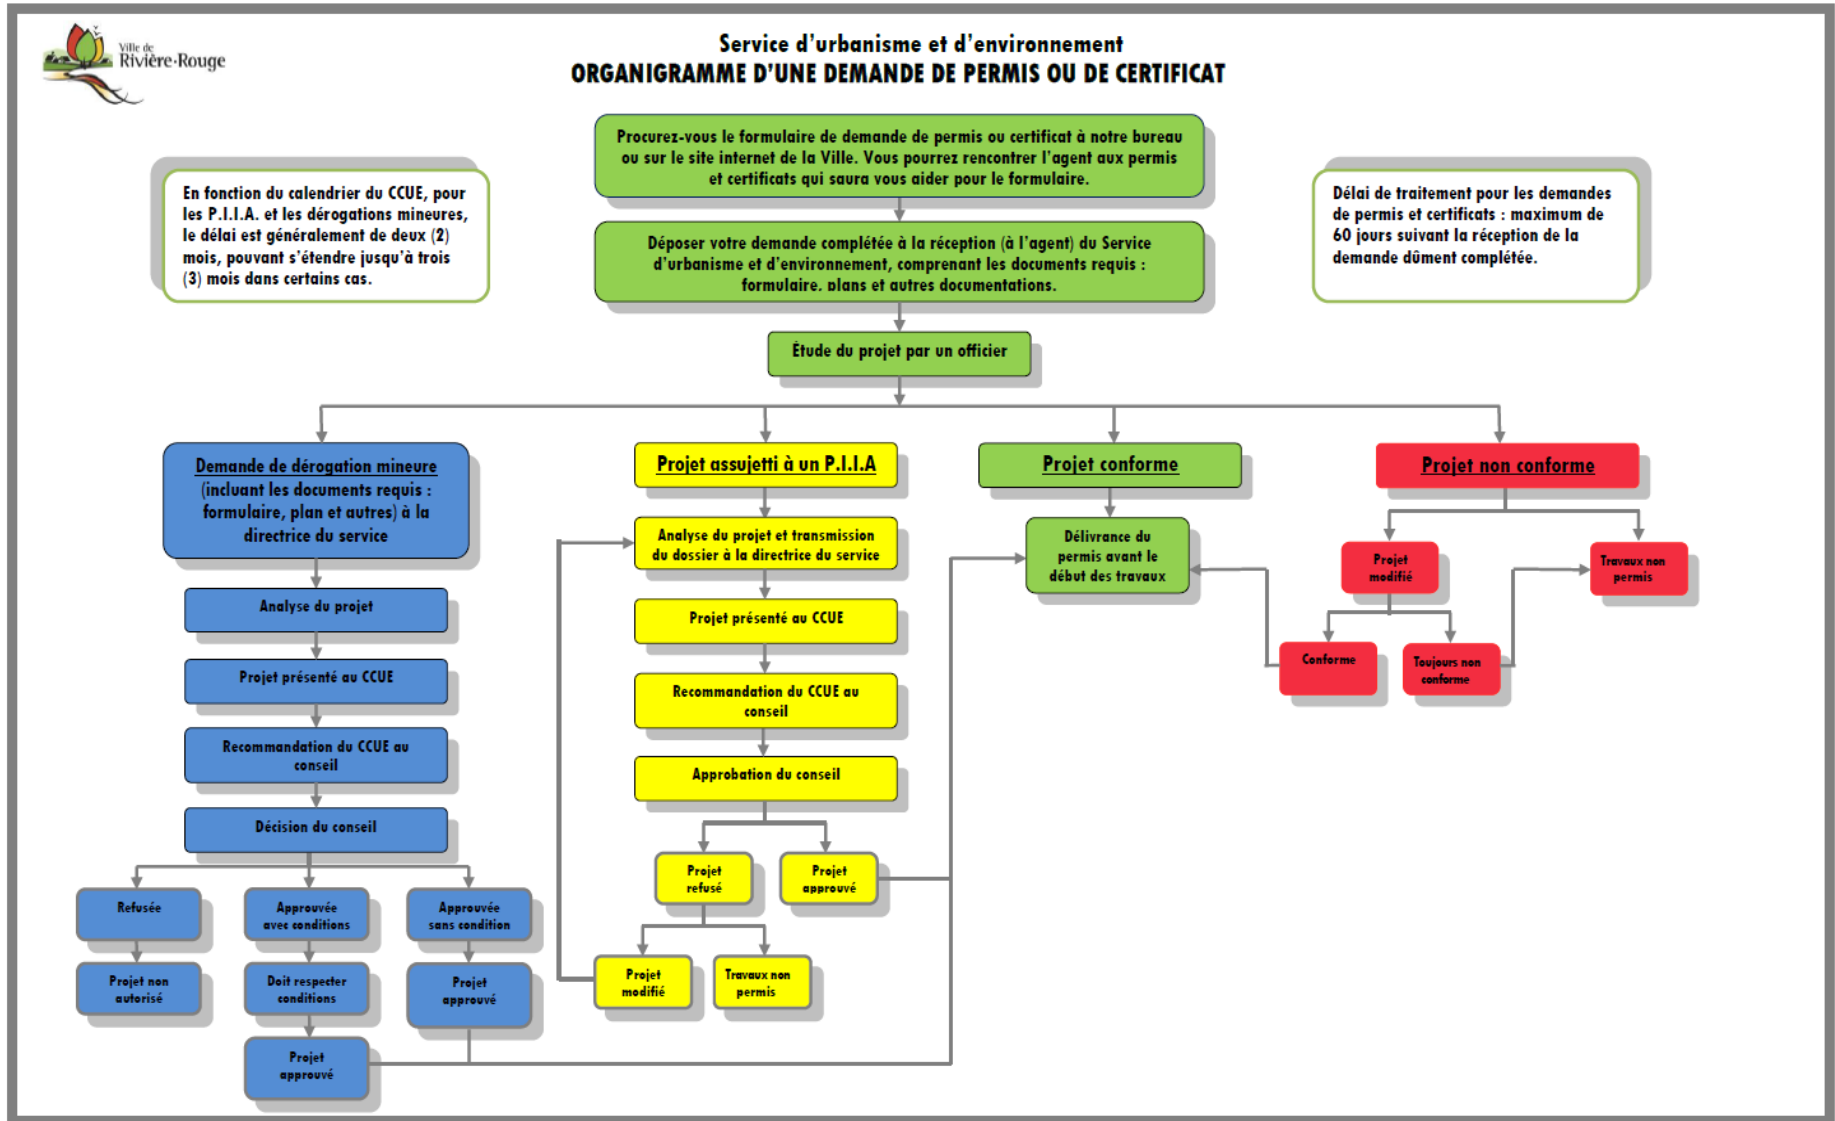 Ville de
Rivière-Rouge
Service d'urbanisme et d'environnement
ORGANIGRAMME D'UNE DEMANDE DE PERMIS OU DE CERTIFICAT
Procurez-vous le formulaire de demande de permis ou certificat à notre bureau
ou sur le site internet de la Ville. Vous pourrez rencontrer l'agent aux permis
et certificats qui saura vous aider pour le formulaire.
En fonction du calendrier du CCUE, pour
les P.I.I.A. et les dérogations mineures,
le délai est généralement de deux (2)
mois, pouvant s'étendre jusqu'à trois
(3) mois dans certains cas.
Délai de traitement pour les demandes
de permis et certificats : maximum de
60 jours suivant la réception de la
demande dûment complétée.
Déposer votre demande complétée à la réception (à l'agent) du Service
d'urbanisme et d'environnement, comprenant les documents requis :
formulaire, plans et autres documentations.
Étude du projet par un officier
Demande de dérogation mineure
(incluant les documents requis :
formulaire, plan et autres) à la
directrice du service
Analyse du projet
Projet présenté au CCUE
Recommandation du CCUE au
conseil
Décision du conseil
Refusée
Approuvée
avec conditions
Approuvée
sans condition
Projet non
autorisé
Doit respecter
conditions
Projet
approuvé
Projet
approuvé
Projet assujetti à un P.I.I.A
Analyse du projet et transmission
du dossier à la directrice du service
Projet présenté au CCUE
Recommandation du CCUE au
conseil
Approbation du conseil
Projet
refusé
Projet
approuvé
Projet
modifié
Travaux non
permis
Projet conforme
Délivrance du
permis avant le
début des travaux
Projet non conforme
Projet
modifié
Travaux non
permis
Conforme
Toujours non
conforme